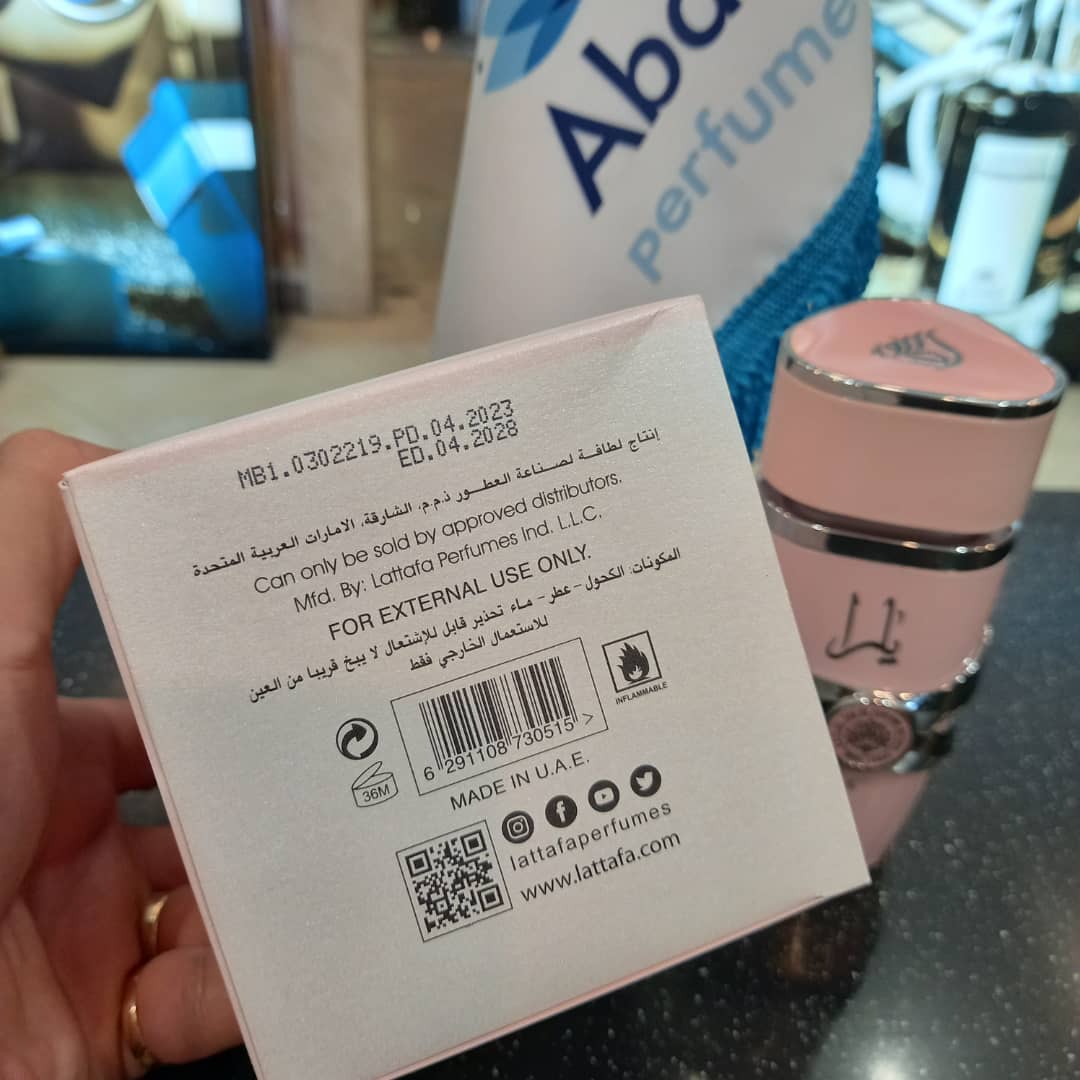 Aba
Perfume
MB1.0302219.PD.04.2023
ED.04.2028
إنتاج لطافة لصناعة العطور ذ.م.م. الشارقة، الامارات العربية المتحدة
Can only be sold by approved distributors.
Mfd. By: Lattafa Perfumes Ind. L.L.C.
FOR EXTERNAL USE ONLY.
المكونات: الكحول - عطر - ماء تحذير قابل للإشتعال لا يبخ قريبا من العين
للاستعمال الخارجي فقط
INFLAMMABLE
6 291108 730515 >
36M
MADE IN U.A.E.
lattafaperfumes
www.lattafa.com
يارا